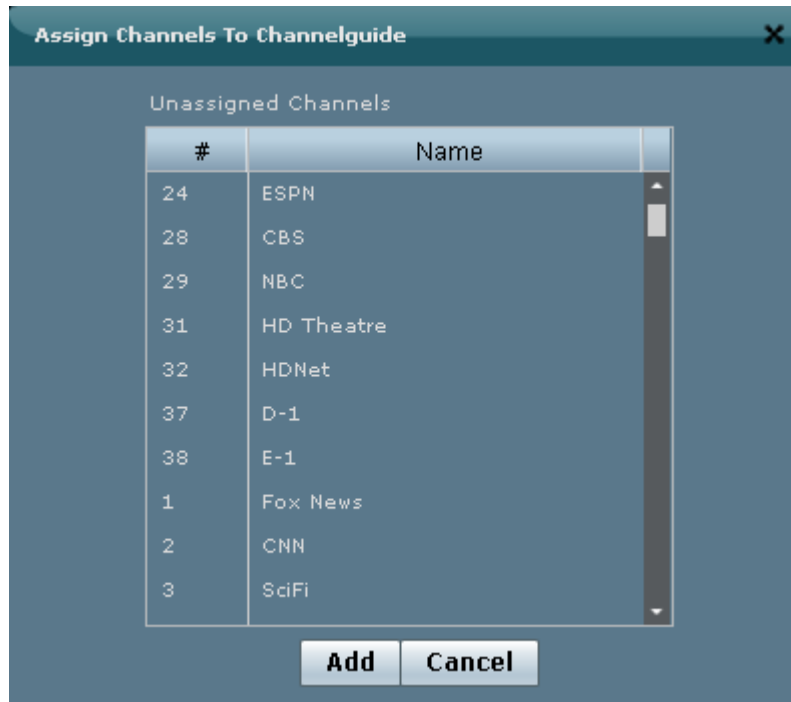 Assign Channels To Channelguide
Unassigned Channels
# Name
24 ESPN
28 CBS
29 NBC
31 HD Theatre
32 HDNet
37 D-1
38 E-1
1 Fox News
2 CNN
3 SciFi
Add Cancel